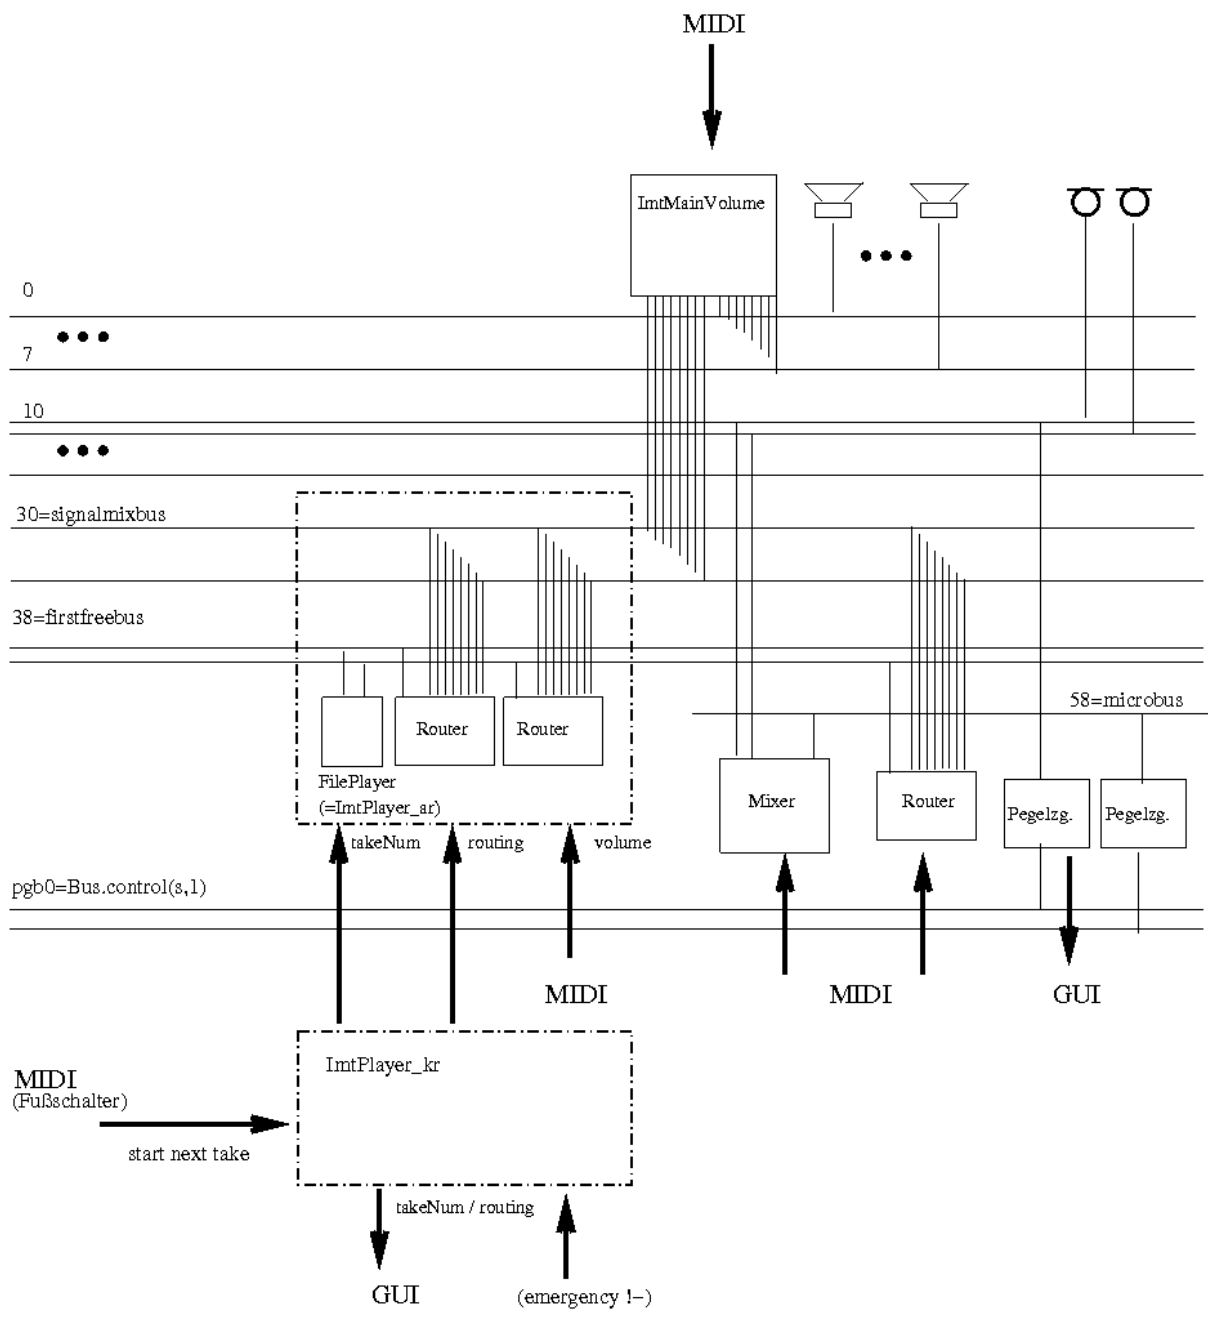 MIDI
ImtMainVolume
0
7
10
30=signalmixbus
38=firstfreebus
58=microbus
Router
Router
FilePlayer
(=ImtPlayer_ar)
Mixer
Router
Pegelzg.
Pegelzg.
takeNum
routing
volume
pgb0=Bus.control(s,1)
MIDI
MIDI
GUI
ImtPlayer_kr
MIDI
(Fußschalter)
start next take
takeNum / routing
GUI
(emergency !-)